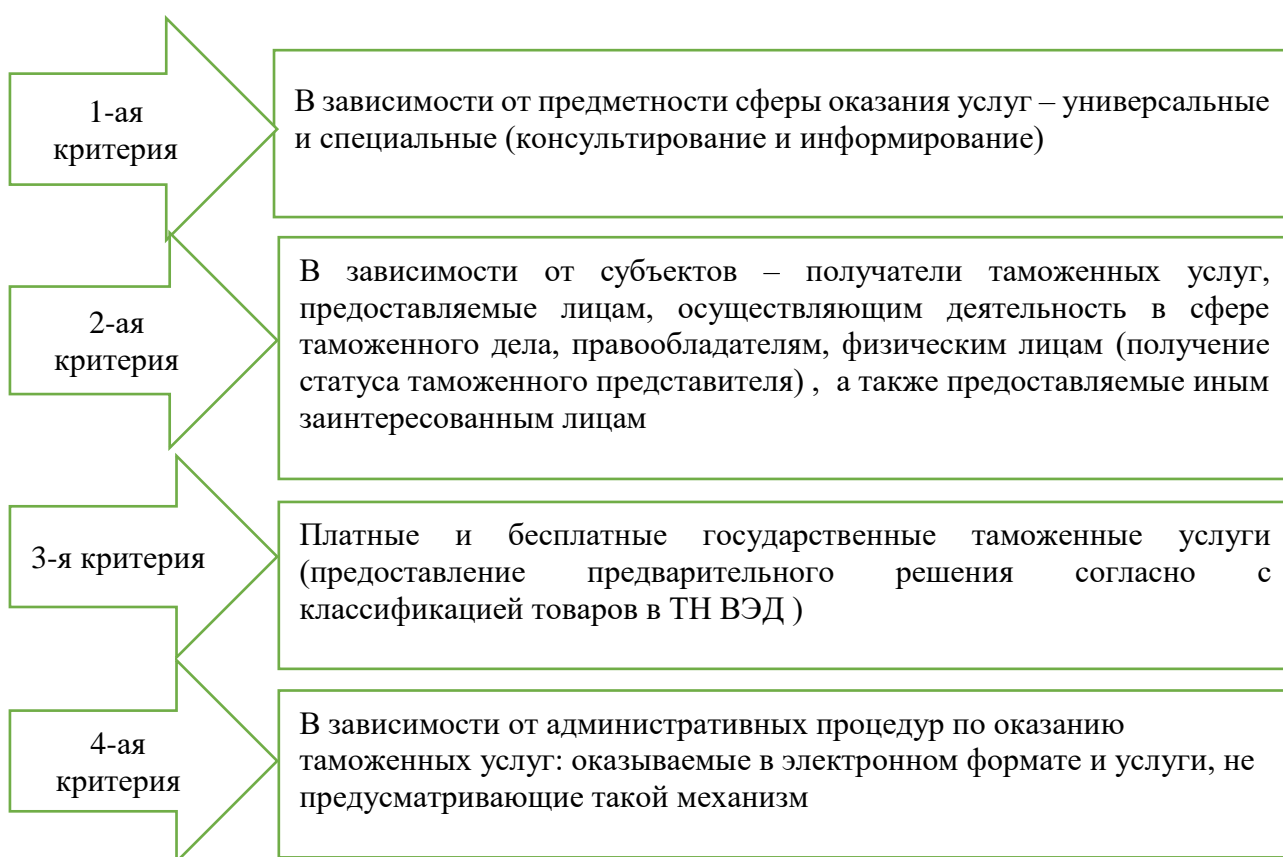 1-ая
критерия
В зависимости от предметности сферы оказания услуг – универсальные
и специальные (консультирование и информирование)
2-ая
критерия
В зависимости от субъектов – получатели таможенных услуг,
предоставляемые лицам, осуществляющим деятельность в сфере
таможенного дела, правообладателям, физическим лицам (получение
статуса таможенного представителя) , а также предоставляемые иным
заинтересованным лицам
3-я критерия
Платные и бесплатные государственные таможенные услуги
(предоставление предварительного решения согласно с
классификацией товаров в ТН ВЭД )
4-ая
критерия
В зависимости от административных процедур по оказанию
таможенных услуг: оказываемые в электронном формате и услуги, не
предусматривающие такой механизм